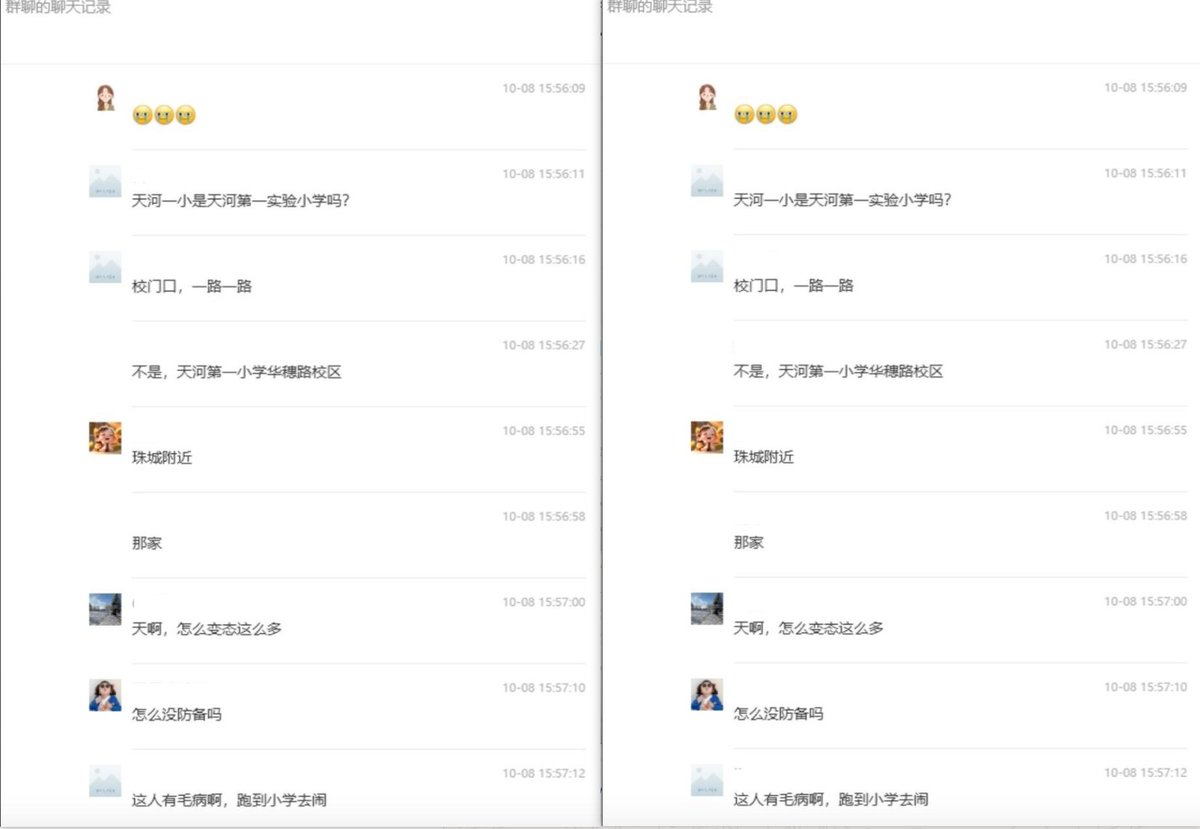 群聊的聊天记录
10-08 15:56:09
10-08 15:56:11
天河一小是天河第一实验小学吗？
10-08 15:56:16
校门口，一路一路
10-08 15:56:27
不是，天河第一小学华穗路校区
10-08 15:56:55
珠城附近
10-08 15:56:58
那家
10-08 15:57:00
天啊，怎么变态这么多
10-08 15:57:10
怎么没防备吗
10-08 15:57:12
这人有毛病啊，跑到小学去闹
群聊的聊天记录
10-08 15:56:09
10-08 15:56:11
天河一小是天河第一实验小学吗？
10-08 15:56:16
校门口，一路一路
10-08 15:56:27
不是，天河第一小学华穗路校区
10-08 15:56:55
珠城附近
10-08 15:56:58
那家
10-08 15:57:00
天啊，怎么变态这么多
10-08 15:57:10
怎么没防备吗
10-08 15:57:12
这人有毛病啊，跑到小学去闹